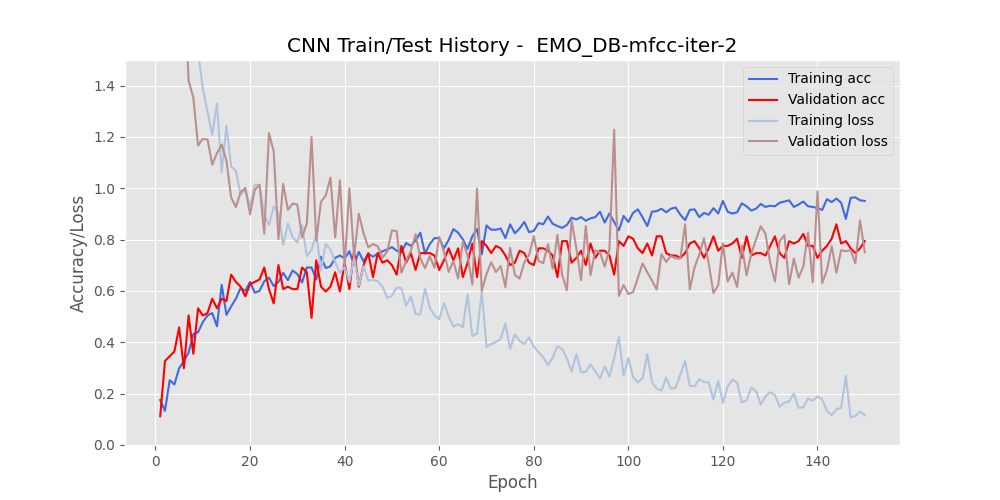 CNN Train/Test History -  EMO_DB-mfcc-iter-2
Training acc
Validation acc
Training loss
Validation loss
Accuracy/Loss
1.4
1.2
1.0
0.8
0.6
0.4
0.2
0.0
0 20 40 60 80 100 120 140
Epoch